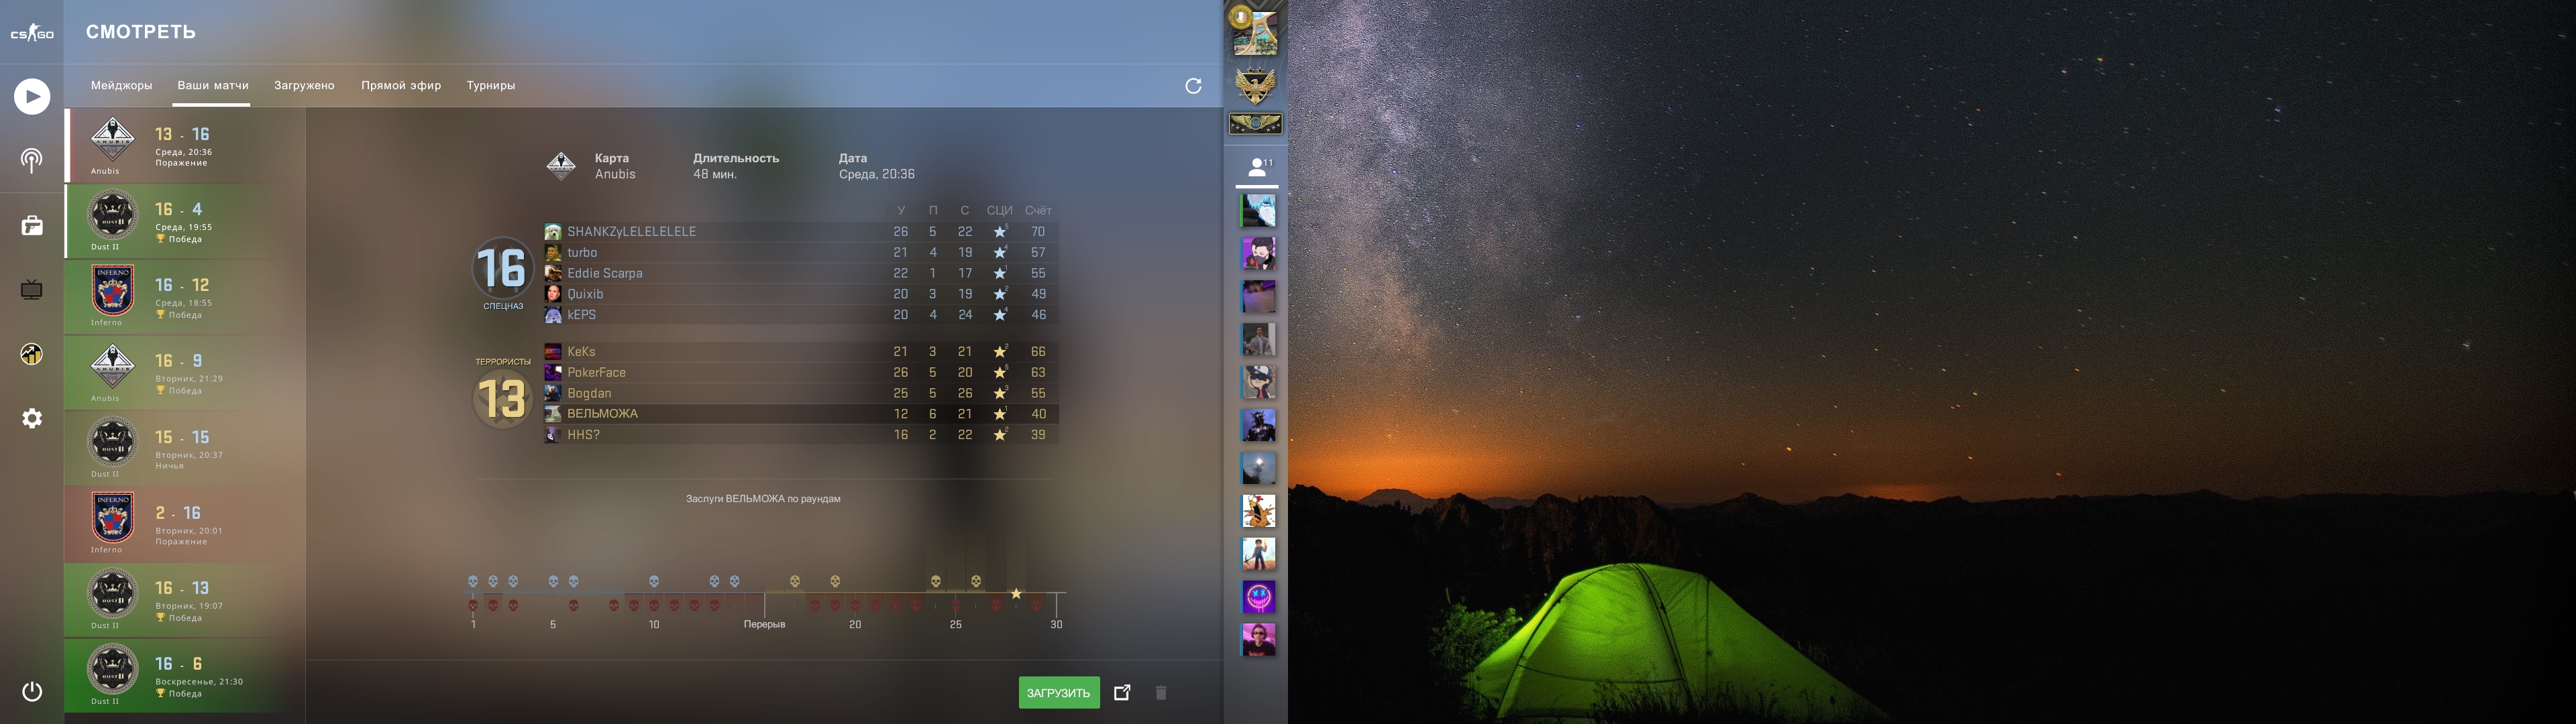 CS GO
СМОТРЕТЬ
Мейджоры Ваши матчи Загружено Прямой эфир Турниры
13 - 16
Среда, 20:36
Поражение
Anubis
16 - 4
Среда, 19:55
Победа
Dust II
16 - 12
Среда, 18:55
Победа
Inferno
16 - 9
Вторник, 21:29
Победа
Anubis
15 - 15
Вторник, 20:37
Ничья
Dust II
2 - 16
Вторник, 20:01
Поражение
Inferno
16 - 13
Вторник, 19:07
Победа
Dust II
16 - 6
Воскресенье, 21:30
Победа
Dust II
Карта Длительность Дата
Anubis 48 мин. Среда, 20:36
У П С СЦИ Счёт
16
СПЕЦНАЗ
SHANKZyLELELELELE 26 5 22 70
turbo 21 4 19 57
Eddie Scarpa 22 1 17 55
Quixib 20 3 19 49
kEPS 20 4 24 46
ТЕРРОРИСТЫ
13
KeKs 21 3 21 66
PokerFace 26 5 20 63
Bogdan 25 5 26 55
ВЕЛЬМОЖА 12 6 21 40
HHS? 16 2 22 39
Заслуги ВЕЛЬМОЖА по раундам
1 5 10 Перерыв 20 25 30
ЗАГРУЗИТЬ
11